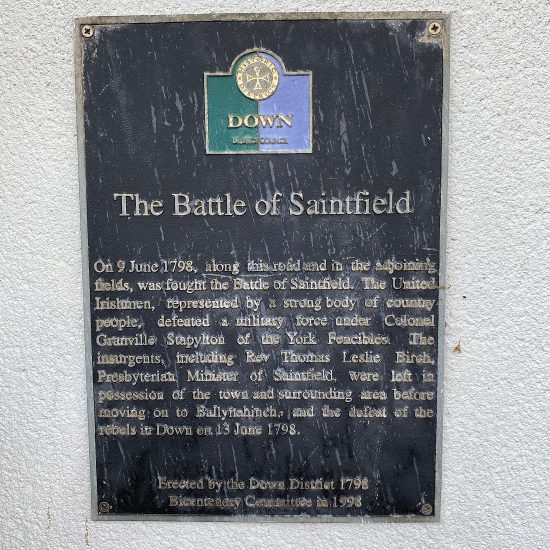 HISTORIC
DOWN
DISTRICT COUNCIL
The Battle of Saintfield
On 9 June 1798, along this road and in the adjoining
fields, was fought the Battle of Saintfield. The United
Irishmen, represented by a strong body of country
people, defeated a military force under Colonel
Granville Stapylton of the York Fencibles. The
insurgents, including Rev Thomas Leslie Birch,
Presbyterian Minister of Saintfield, were left in
possession of the town and surrounding area before
moving on to Ballynahinch, and the defeat of the
rebels in Down on 13 June 1798.
Erected by the Down District 1798
Bicentenary Committee in 1998